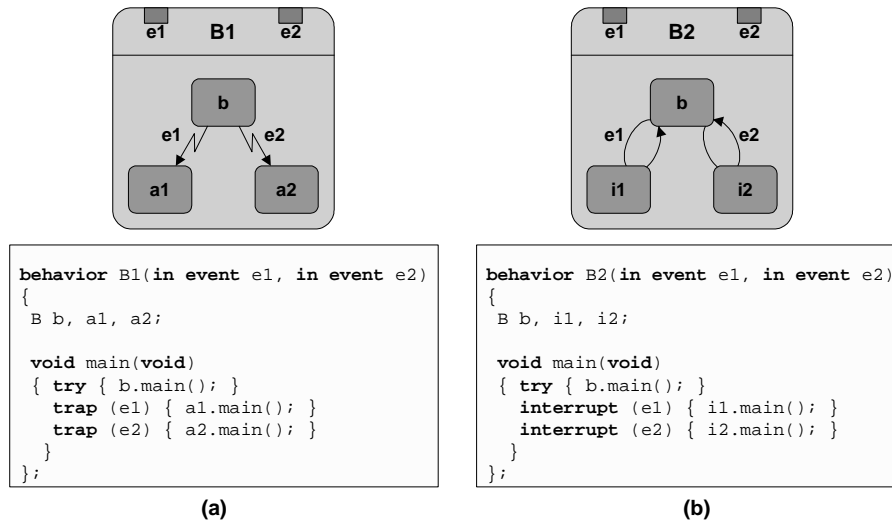 e1 B1 e2
b
e1 e2
a1 a2
behavior B1(in event e1, in event e2)
{
B b, a1, a2;
void main(void)
{ try { b.main(); }
trap (e1) { a1.main(); }
trap (e2) { a2.main(); }
}
};
(a)
e1 B2 e2
b
e1 e2
i1 i2
behavior B2(in event e1, in event e2)
{
B b, i1, i2;
void main(void)
{ try { b.main(); }
interrupt (e1) { i1.main(); }
interrupt (e2) { i2.main(); }
}
};
(b)